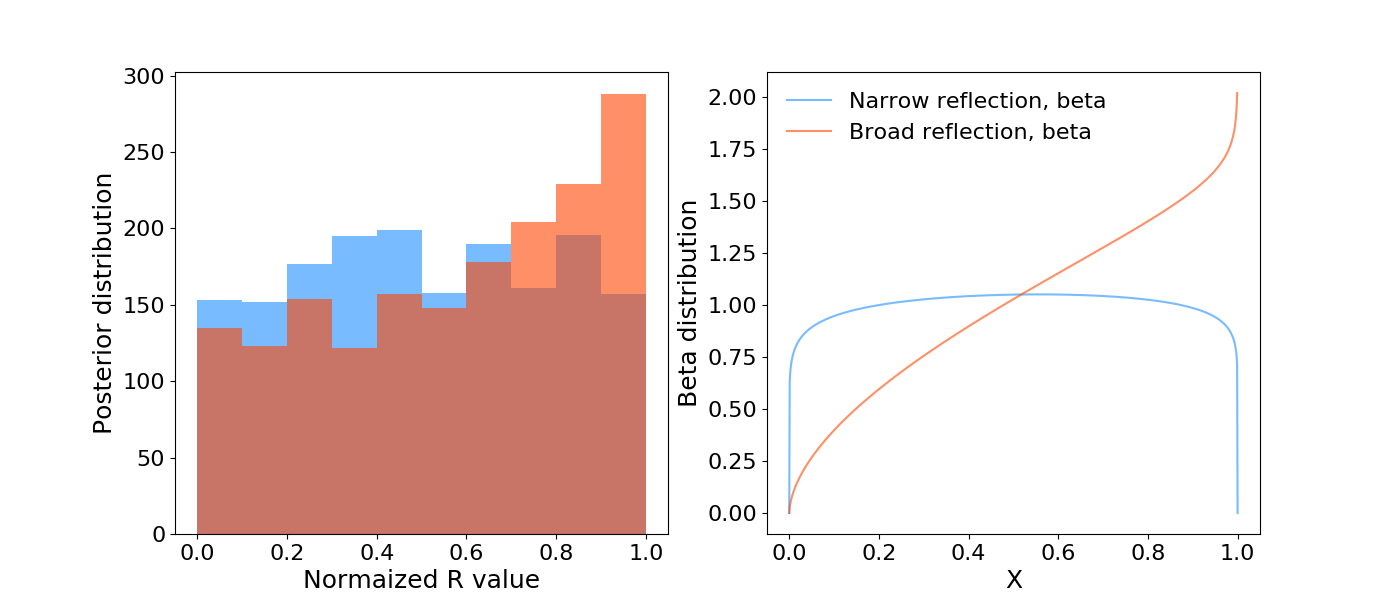 Posterior distribution
300
250
200
150
100
50
0
0.0 0.2 0.4 0.6 0.8 1.0
Normaized R value
Beta distribution
2.00
1.75
1.50
1.25
1.00
0.75
0.50
0.25
0.00
Narrow reflection, beta
Broad reflection, beta
0.0 0.2 0.4 0.6 0.8 1.0
X